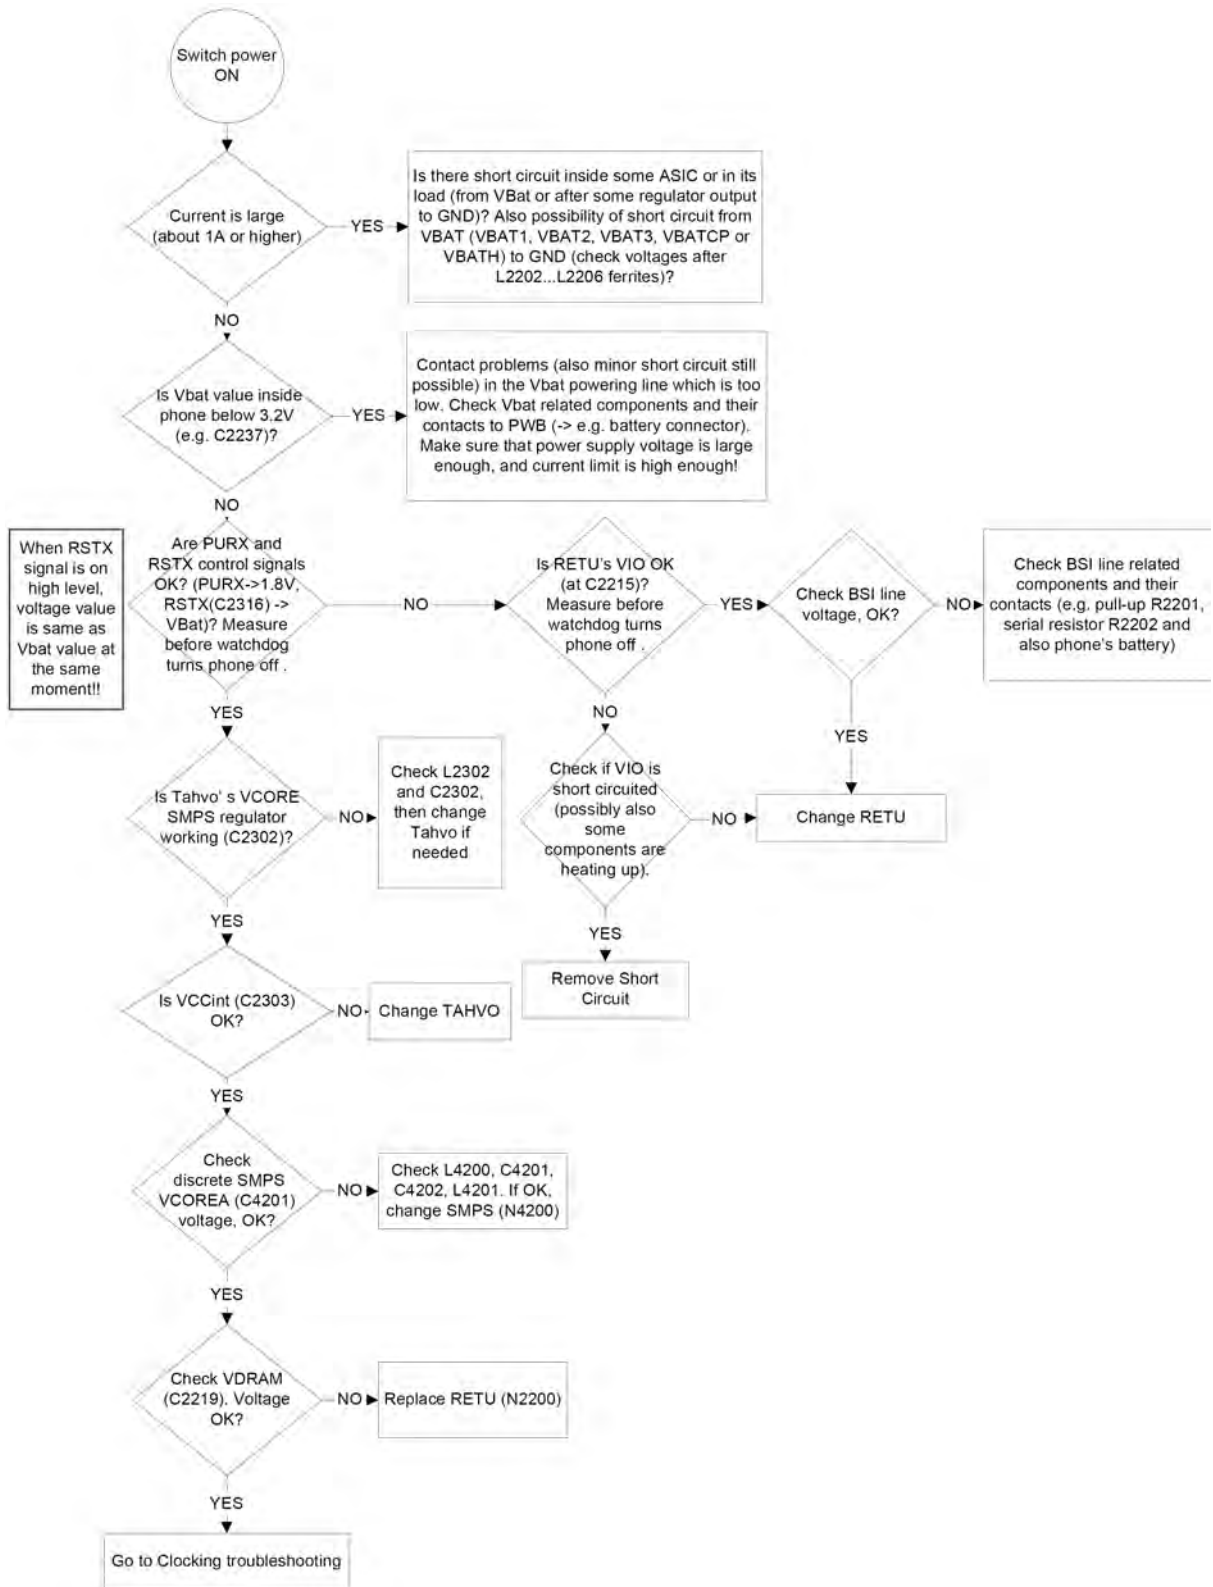 Switch power
ON
Current is large
(about 1A or higher)
YES
Is there short circuit inside some ASIC or in its
load (from VBat or after some regulator output
to GND)? Also possibility of short circuit from
VBAT (VBAT1, VBAT2, VBAT3, VBATCP or
VBATH) to GND (check voltages after
L2202...L2206 ferrites)?
NO
Is Vbat value inside
phone below 3.2V
(e.g. C2237)?
YES
Contact problems (also minor short circuit still
possible) in the Vbat powering line which is too
low. Check Vbat related components and their
contacts to PWB (-> e.g. battery connector).
Make sure that power supply voltage is large
enough, and current limit is high enough!
NO
When RSTX
signal is on
high level,
voltage value
is same as
Vbat value at
the same
moment!!
Are PURX and
RSTX control signals
OK? (PURX->1.8V,
RSTX(C2316) ->
VBat)? Measure
before watchdog
turns phone off .
NO
Is RETU's VIO OK
(at C2215)?
Measure before
watchdog turns
phone off .
YES
Check BSI line
voltage, OK?
NO
Check BSI line related
components and their
contacts (e.g. pull-up R2201,
serial resistor R2202 and
also phone's battery)
YES
NO
YES
Is Tahvo' s VCORE
SMPS regulator
working (C2302)?
NO
Check L2302
and C2302,
then change
Tahvo if
needed
Check if VIO is
short circuited
(possibly also
some
components are
heating up).
NO
Change RETU
YES
YES
Remove Short
Circuit
Is VCCint (C2303)
OK?
NO
Change TAHVO
YES
Check
discrete SMPS
VCOREA (C4201)
voltage, OK?
NO
Check L4200, C4201,
C4202, L4201. If OK,
change SMPS (N4200)
YES
Check VDRAM
(C2219). Voltage
OK?
NO
Replace RETU (N2200)
YES
Go to Clocking troubleshooting